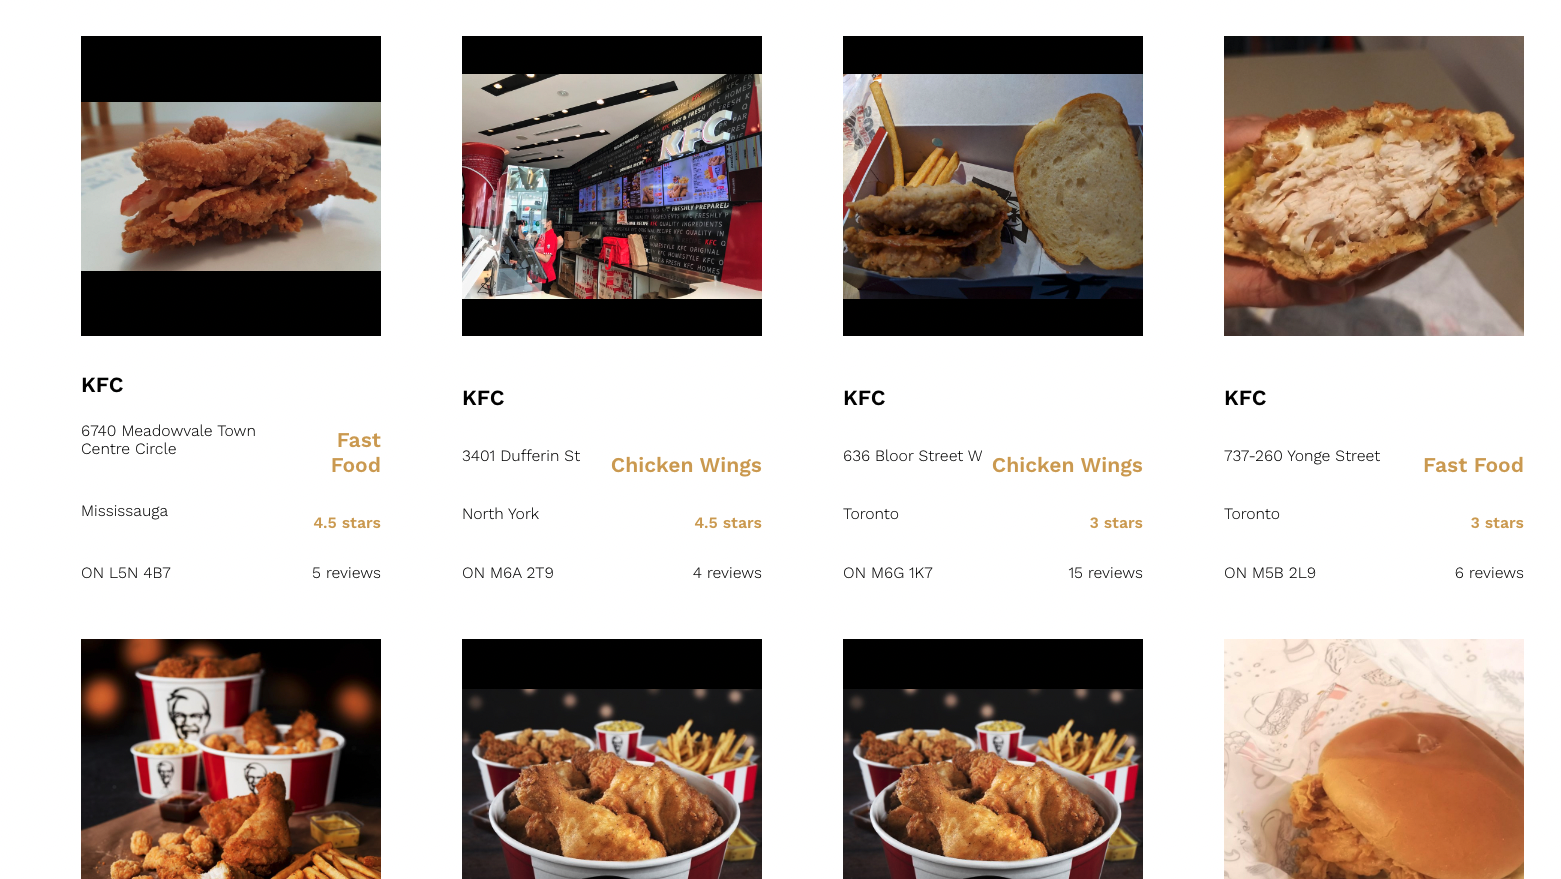 KFC
FRESHLY PREPARED
KFC
6740 Meadowvale Town
Centre Circle
Fast
Food
Mississauga
4.5 stars
ON L5N 4B7
5 reviews
KFC
3401 Dufferin St
Chicken Wings
North York
4.5 stars
ON M6A 2T9
4 reviews
KFC
636 Bloor Street W
Chicken Wings
Toronto
3 stars
ON M6G 1K7
15 reviews
KFC
737-260 Yonge Street
Fast Food
Toronto
3 stars
ON M5B 2L9
6 reviews